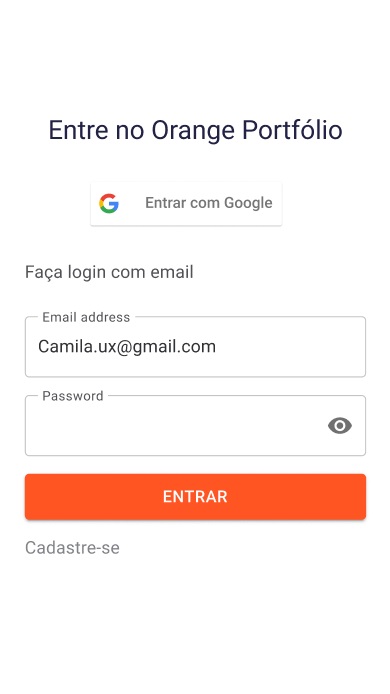 Entre no Orange Portfólio
Entrar com Google
Faça login com email
Email address
Camila.ux@gmail.com
Password
ENTRAR
Cadastre-se